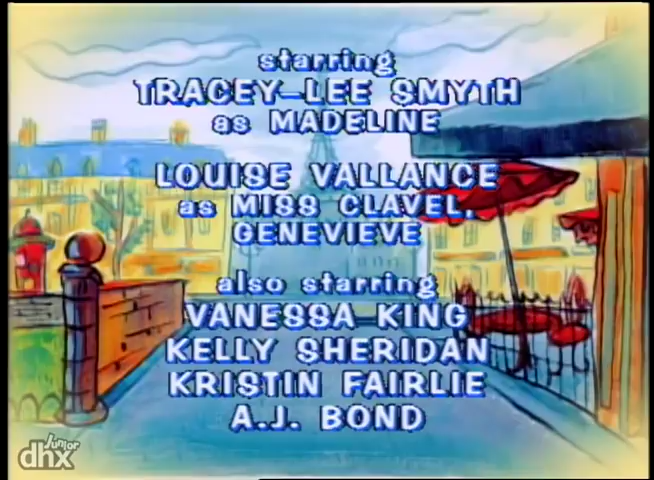 starring
TRACEY-LEE SMYTH
as MADELINE
LOUISE VALLANCE
as MISS CLAVEL,
GENEVIEVE
also starring
VANESSA KING
KELLY SHERIDAN
KRISTIN FAIRLIE
A.J. BOND
Junior
dhx